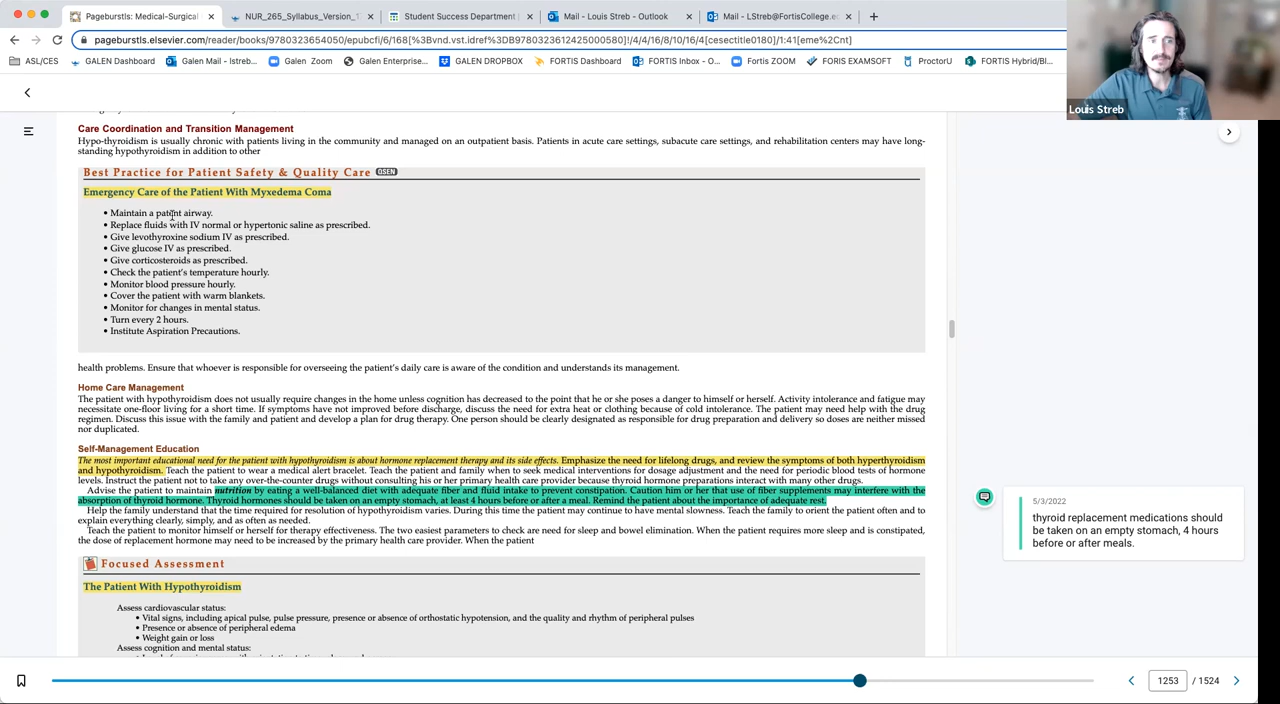 Pageburstls: Medical-Surgical
NUR_265_Syllabus_Version_1
Student Success Department
Mail - Louis Streb - Outlook
Mail - LStreb@FortisCollege.e
pageburstls.elsevier.com/reader/books/9780323654050/epubcfi/6/168[%3Bvnd.vst.idref%3DB9780323612425000580]!/4/4/16/8/10/16/4[cesectitle0180]/1:41[eme%2Cnt]
ASL/CES
GALEN Dashboard
Galen Mail - lstreb...
Galen Zoom
Galen Enterprise...
GALEN DROPBOX
FORTIS Dashboard
FORTIS Inbox - O...
Fortis ZOOM
FORIS EXAMSOFT
ProctorU
FORTIS Hybrid/Bl...
Louis Streb
Care Coordination and Transition Management
Hypo-thyroidism is usually chronic with patients living in the community and managed on an outpatient basis. Patients in acute care settings, subacute care settings, and rehabilitation centers may have long-
standing hypothyroidism in addition to other
Best Practice for Patient Safety & Quality Care QSEN
Emergency Care of the Patient With Myxedema Coma
• Maintain a patent airway.
• Replace fluids with IV normal or hypertonic saline as prescribed.
• Give levothyroxine sodium IV as prescribed.
• Give glucose IV as prescribed.
• Give corticosteroids as prescribed.
• Check the patient's temperature hourly.
• Monitor blood pressure hourly.
• Cover the patient with warm blankets.
• Monitor for changes in mental status.
• Turn every 2 hours.
• Institute Aspiration Precautions.
health problems. Ensure that whoever is responsible for overseeing the patient's daily care is aware of the condition and understands its management.
Home Care Management
The patient with hypothyroidism does not usually require changes in the home unless cognition has decreased to the point that he or she poses a danger to himself or herself. Activity intolerance and fatigue may
necessitate one-floor living for a short time. If symptoms have not improved before discharge, discuss the need for extra heat or clothing because of cold intolerance. The patient may need help with the drug
regimen. Discuss this issue with the family and patient and develop a plan for drug therapy. One person should be clearly designated as responsible for drug preparation and delivery so doses are neither missed
nor duplicated.
Self-Management Education
The most important educational need for the patient with hypothyroidism is about hormone replacement therapy and its side effects. Emphasize the need for lifelong drugs, and review the symptoms of both hyperthyroidism
and hypothyroidism. Teach the patient to wear a medical alert bracelet. Teach the patient and family when to seek medical interventions for dosage adjustment and the need for periodic blood tests of hormone
levels. Instruct the patient not to take any over-the-counter drugs without consulting his or her primary health care provider because thyroid hormone preparations interact with many other drugs.
Advise the patient to maintain nutrition by eating a well-balanced diet with adequate fiber and fluid intake to prevent constipation. Caution him or her that use of fiber supplements may interfere with the
absorption of thyroid hormone. Thyroid hormones should be taken on an empty stomach, at least 4 hours before or after a meal. Remind the patient about the importance of adequate rest.
Help the family understand that the time required for resolution of hypothyroidism varies. During this time the patient may continue to have mental slowness. Teach the family to orient the patient often and to
explain everything clearly, simply, and as often as needed.
Teach the patient to monitor himself or herself for therapy effectiveness. The two easiest parameters to check are need for sleep and bowel elimination. When the patient requires more sleep and is constipated,
the dose of replacement hormone may need to be increased by the primary health care provider. When the patient
5/3/2022
thyroid replacement medications should
be taken on an empty stomach, 4 hours
before or after meals.
Focused Assessment
The Patient With Hypothyroidism
Assess cardiovascular status:
• Vital signs, including apical pulse, pulse pressure, presence or absence of orthostatic hypotension, and the quality and rhythm of peripheral pulses
• Presence or absence of peripheral edema
• Weight gain or loss
Assess cognition and mental status:
1253 / 1524